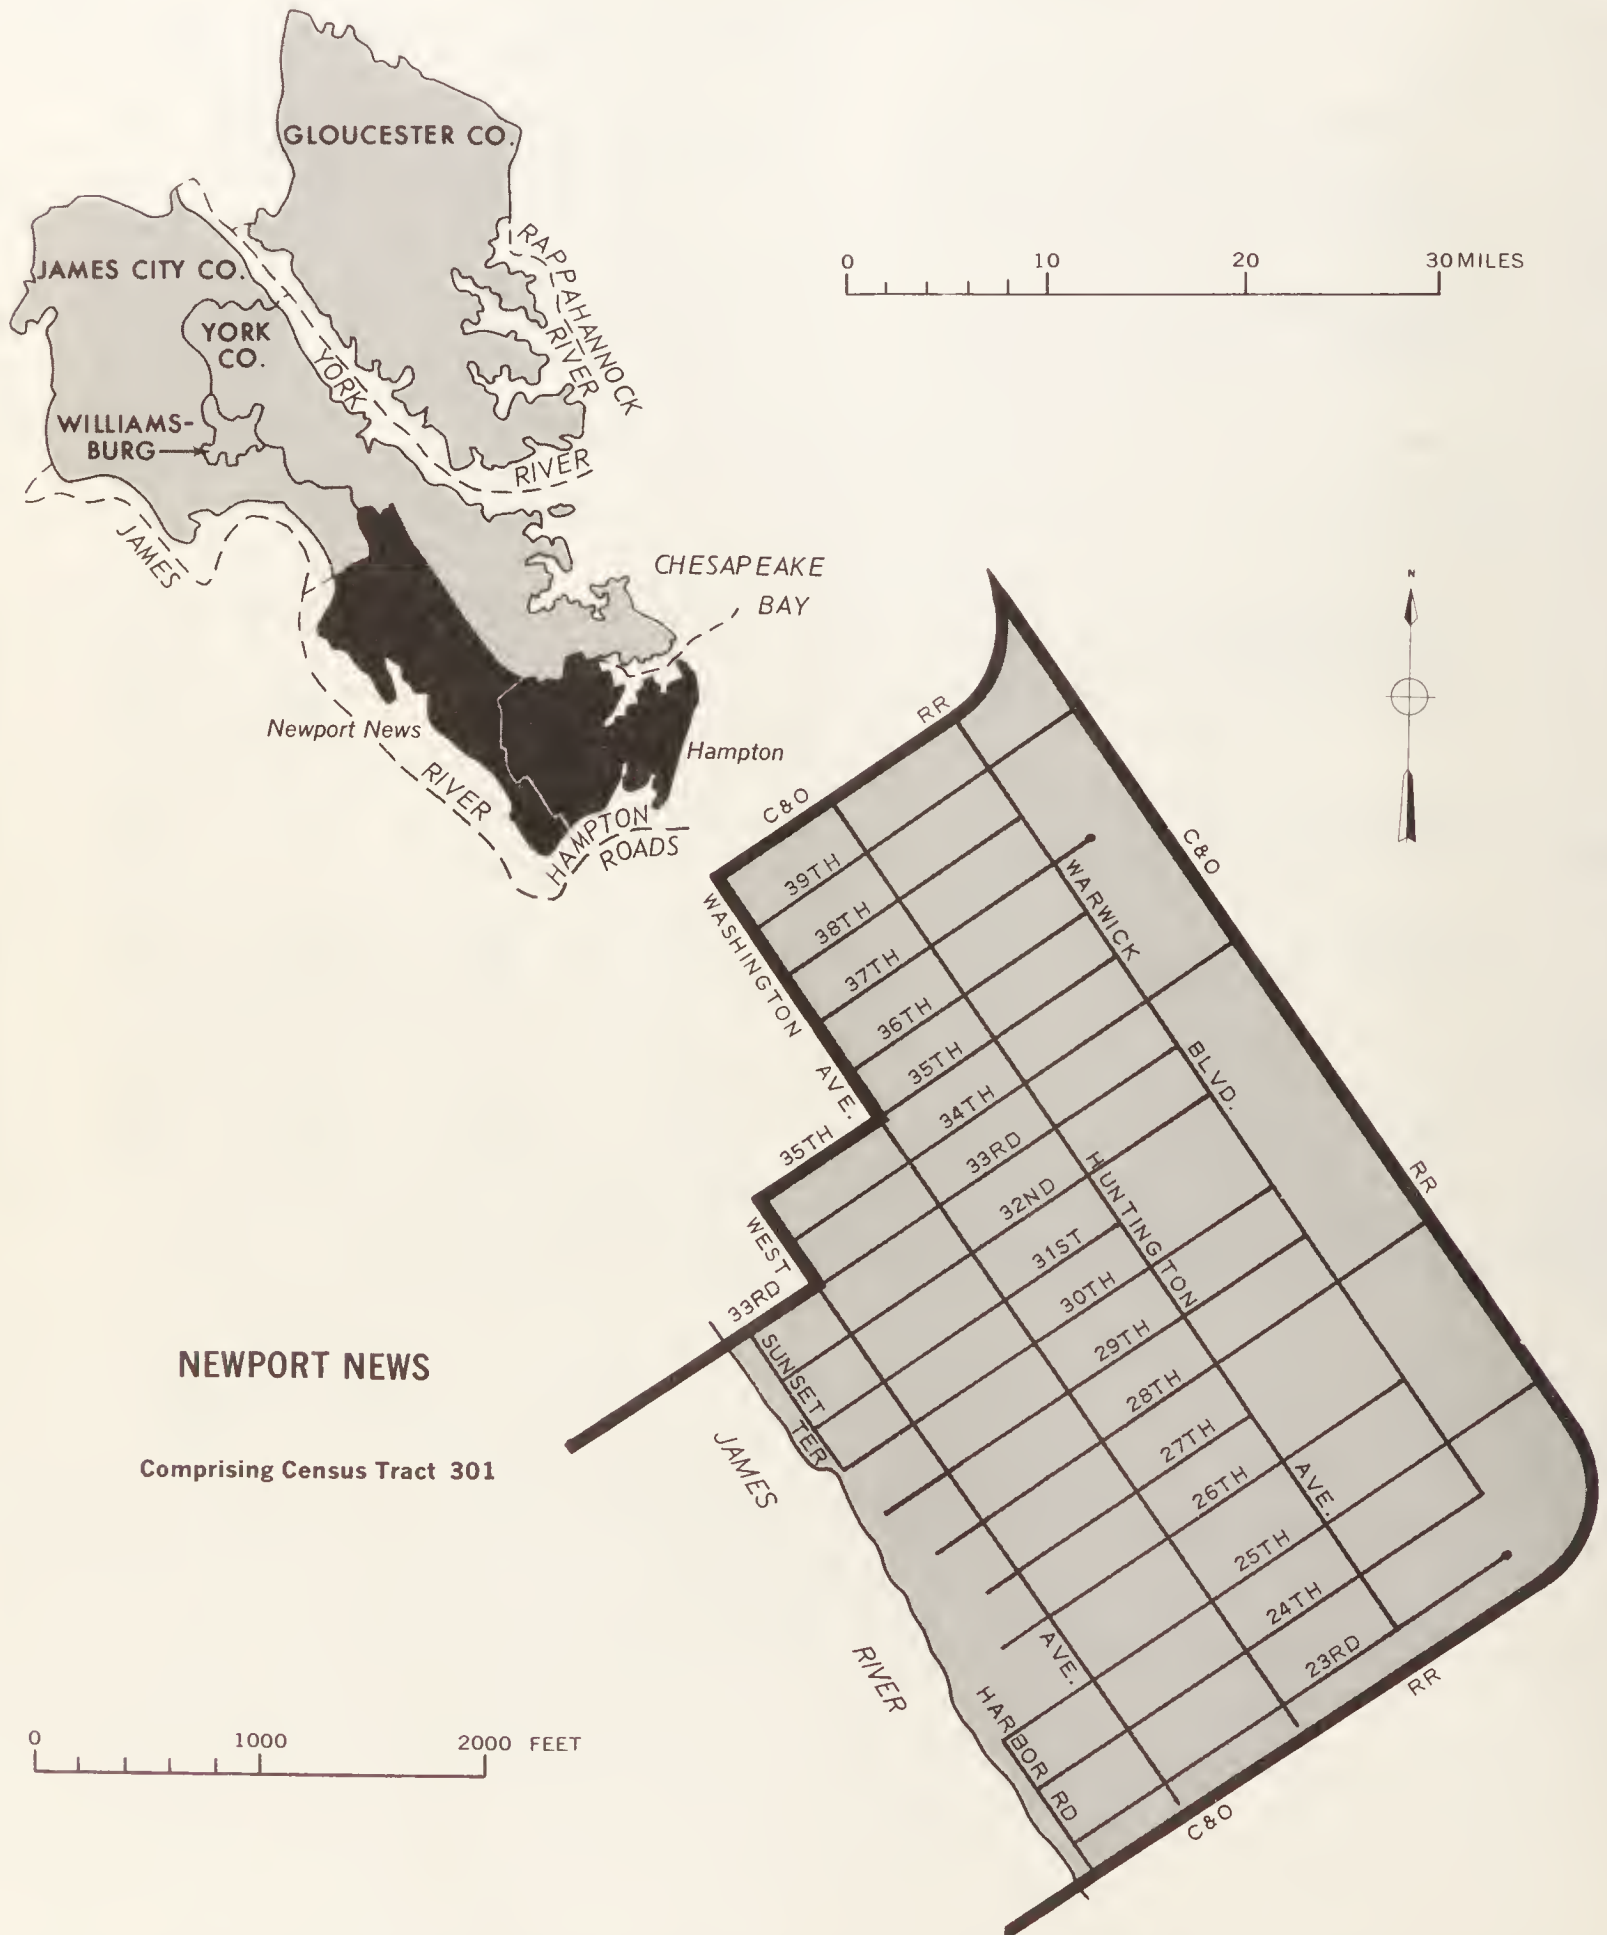 GLOUCESTER CO.
JAMES CITY CO.
YORK
CO.
WILLIAMS-
BURG
RAPPAHANNOCK
RIVER
YORK
RIVER
JAMES
RIVER
CHESAPEAKE
BAY
Newport News
Hampton
HAMPTON
ROADS
0 10 20 30 MILES
N
C&O RR
C&O RR
WASHINGTON AVE.
WARWICK BLVD.
39TH
38TH
37TH
36TH
35TH
34TH
33RD
32ND
31ST
30TH
29TH
28TH
27TH
26TH
25TH
24TH
23RD
35TH
WEST AVE.
33RD
SUNSET TER
HUNTINGTON AVE.
HARBOR RD
JAMES RIVER
C&O RR
NEWPORT NEWS
Comprising Census Tract 301
0 1000 2000 FEET